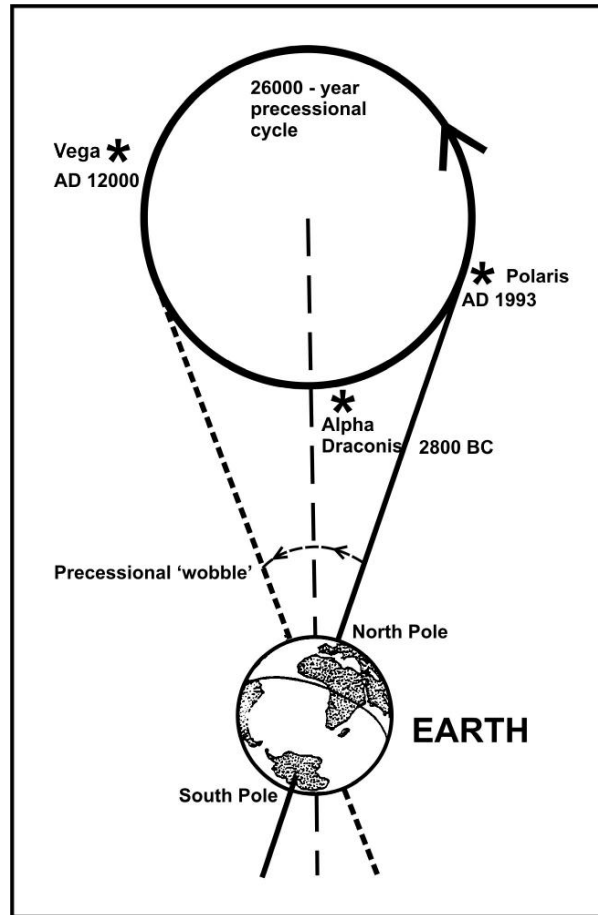 26000 - year
precessional
cycle
Vega *
AD 12000
* Polaris
AD 1993
*
Alpha
Draconis 2800 BC
Precessional ‘wobble’
North Pole
EARTH
South Pole